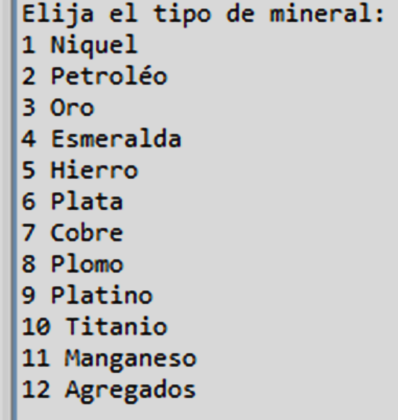 Elija el tipo de mineral:
1 Niquel
2 Petroléo
3 Oro
4 Esmeralda
5 Hierro
6 Plata
7 Cobre
8 Plomo
9 Platino
10 Titanio
11 Manganeso
12 Agregados